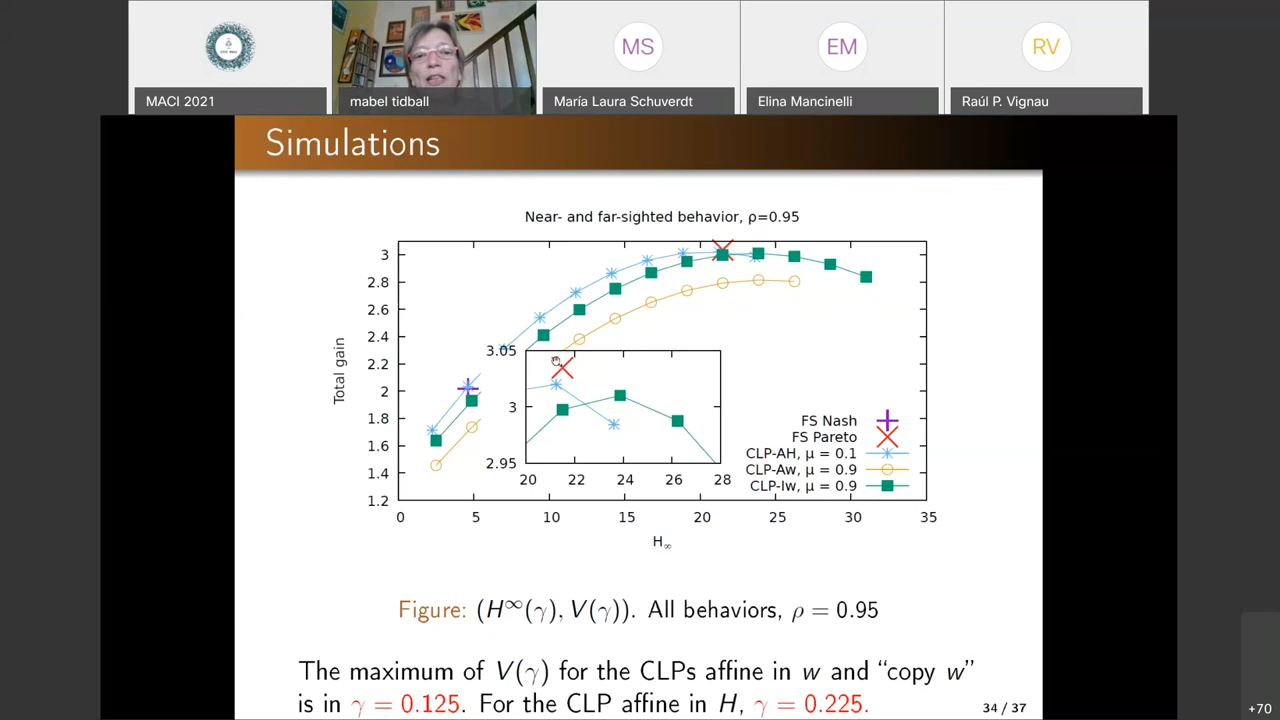 MACI 2021
mabel tidball
MS
María Laura Schuverdt
EM
Elina Mancinelli
RV
Raúl P. Vignau
Simulations
Near- and far-sighted behavior, ρ=0.95
Total gain
3
2.8
2.6
2.4
2.2
2
1.8
1.6
1.4
1.2
0 5 10 15 20 25 30 35
H∞
3.05
3
2.95
20 22 24 26 28
FS Nash
FS Pareto
CLP-AH, μ = 0.1
CLP-Aw, μ = 0.9
CLP-Iw, μ = 0.9
Figure: (H∞(γ), V(γ)). All behaviors, ρ = 0.95
The maximum of V(γ) for the CLPs affine in w and “copy w”
is in γ = 0.125. For the CLP affine in H, γ = 0.225.
34 / 37
+70